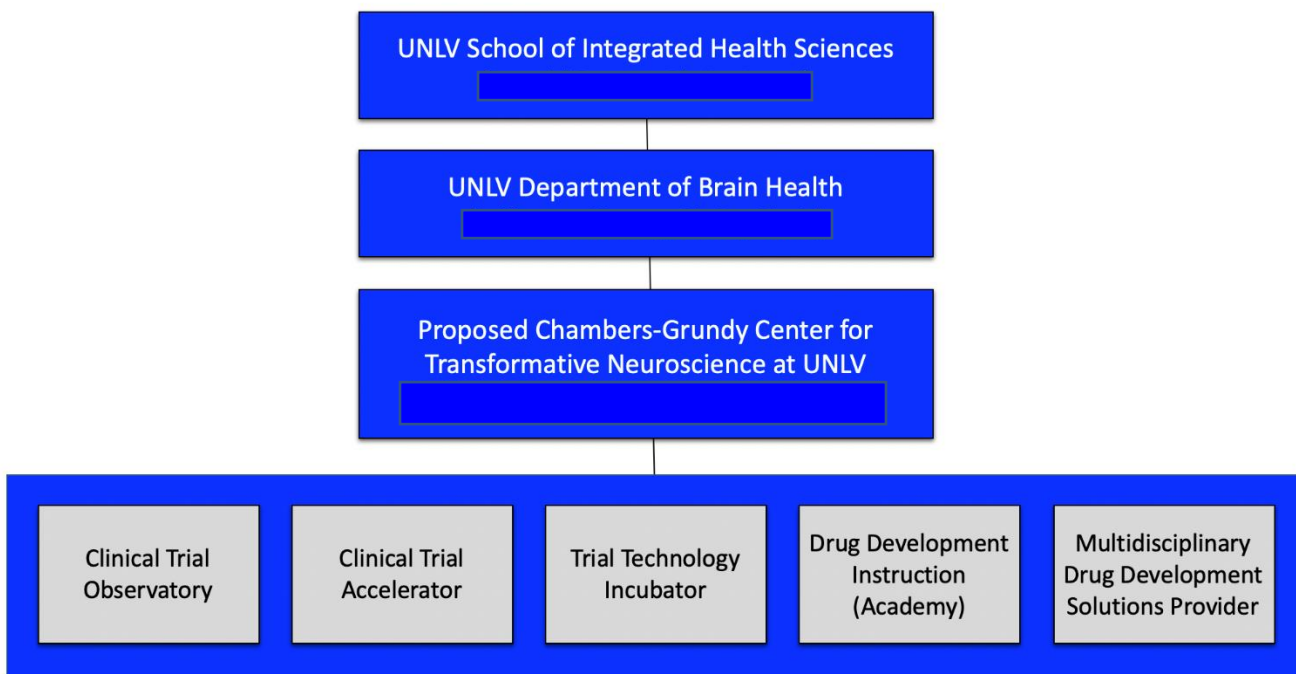 UNLV School of Integrated Health Sciences
UNLV Department of Brain Health
Proposed Chambers-Grundy Center for
Transformative Neuroscience at UNLV
Clinical Trial
Observatory
Clinical Trial
Accelerator
Trial Technology
Incubator
Drug Development
Instruction
(Academy)
Multidisciplinary
Drug Development
Solutions Provider